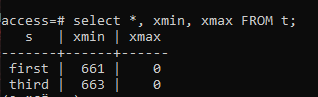 access=# select *, xmin, xmax FROM t;
s | xmin | xmax
-------+------+------
first | 661 | 0
third | 663 | 0